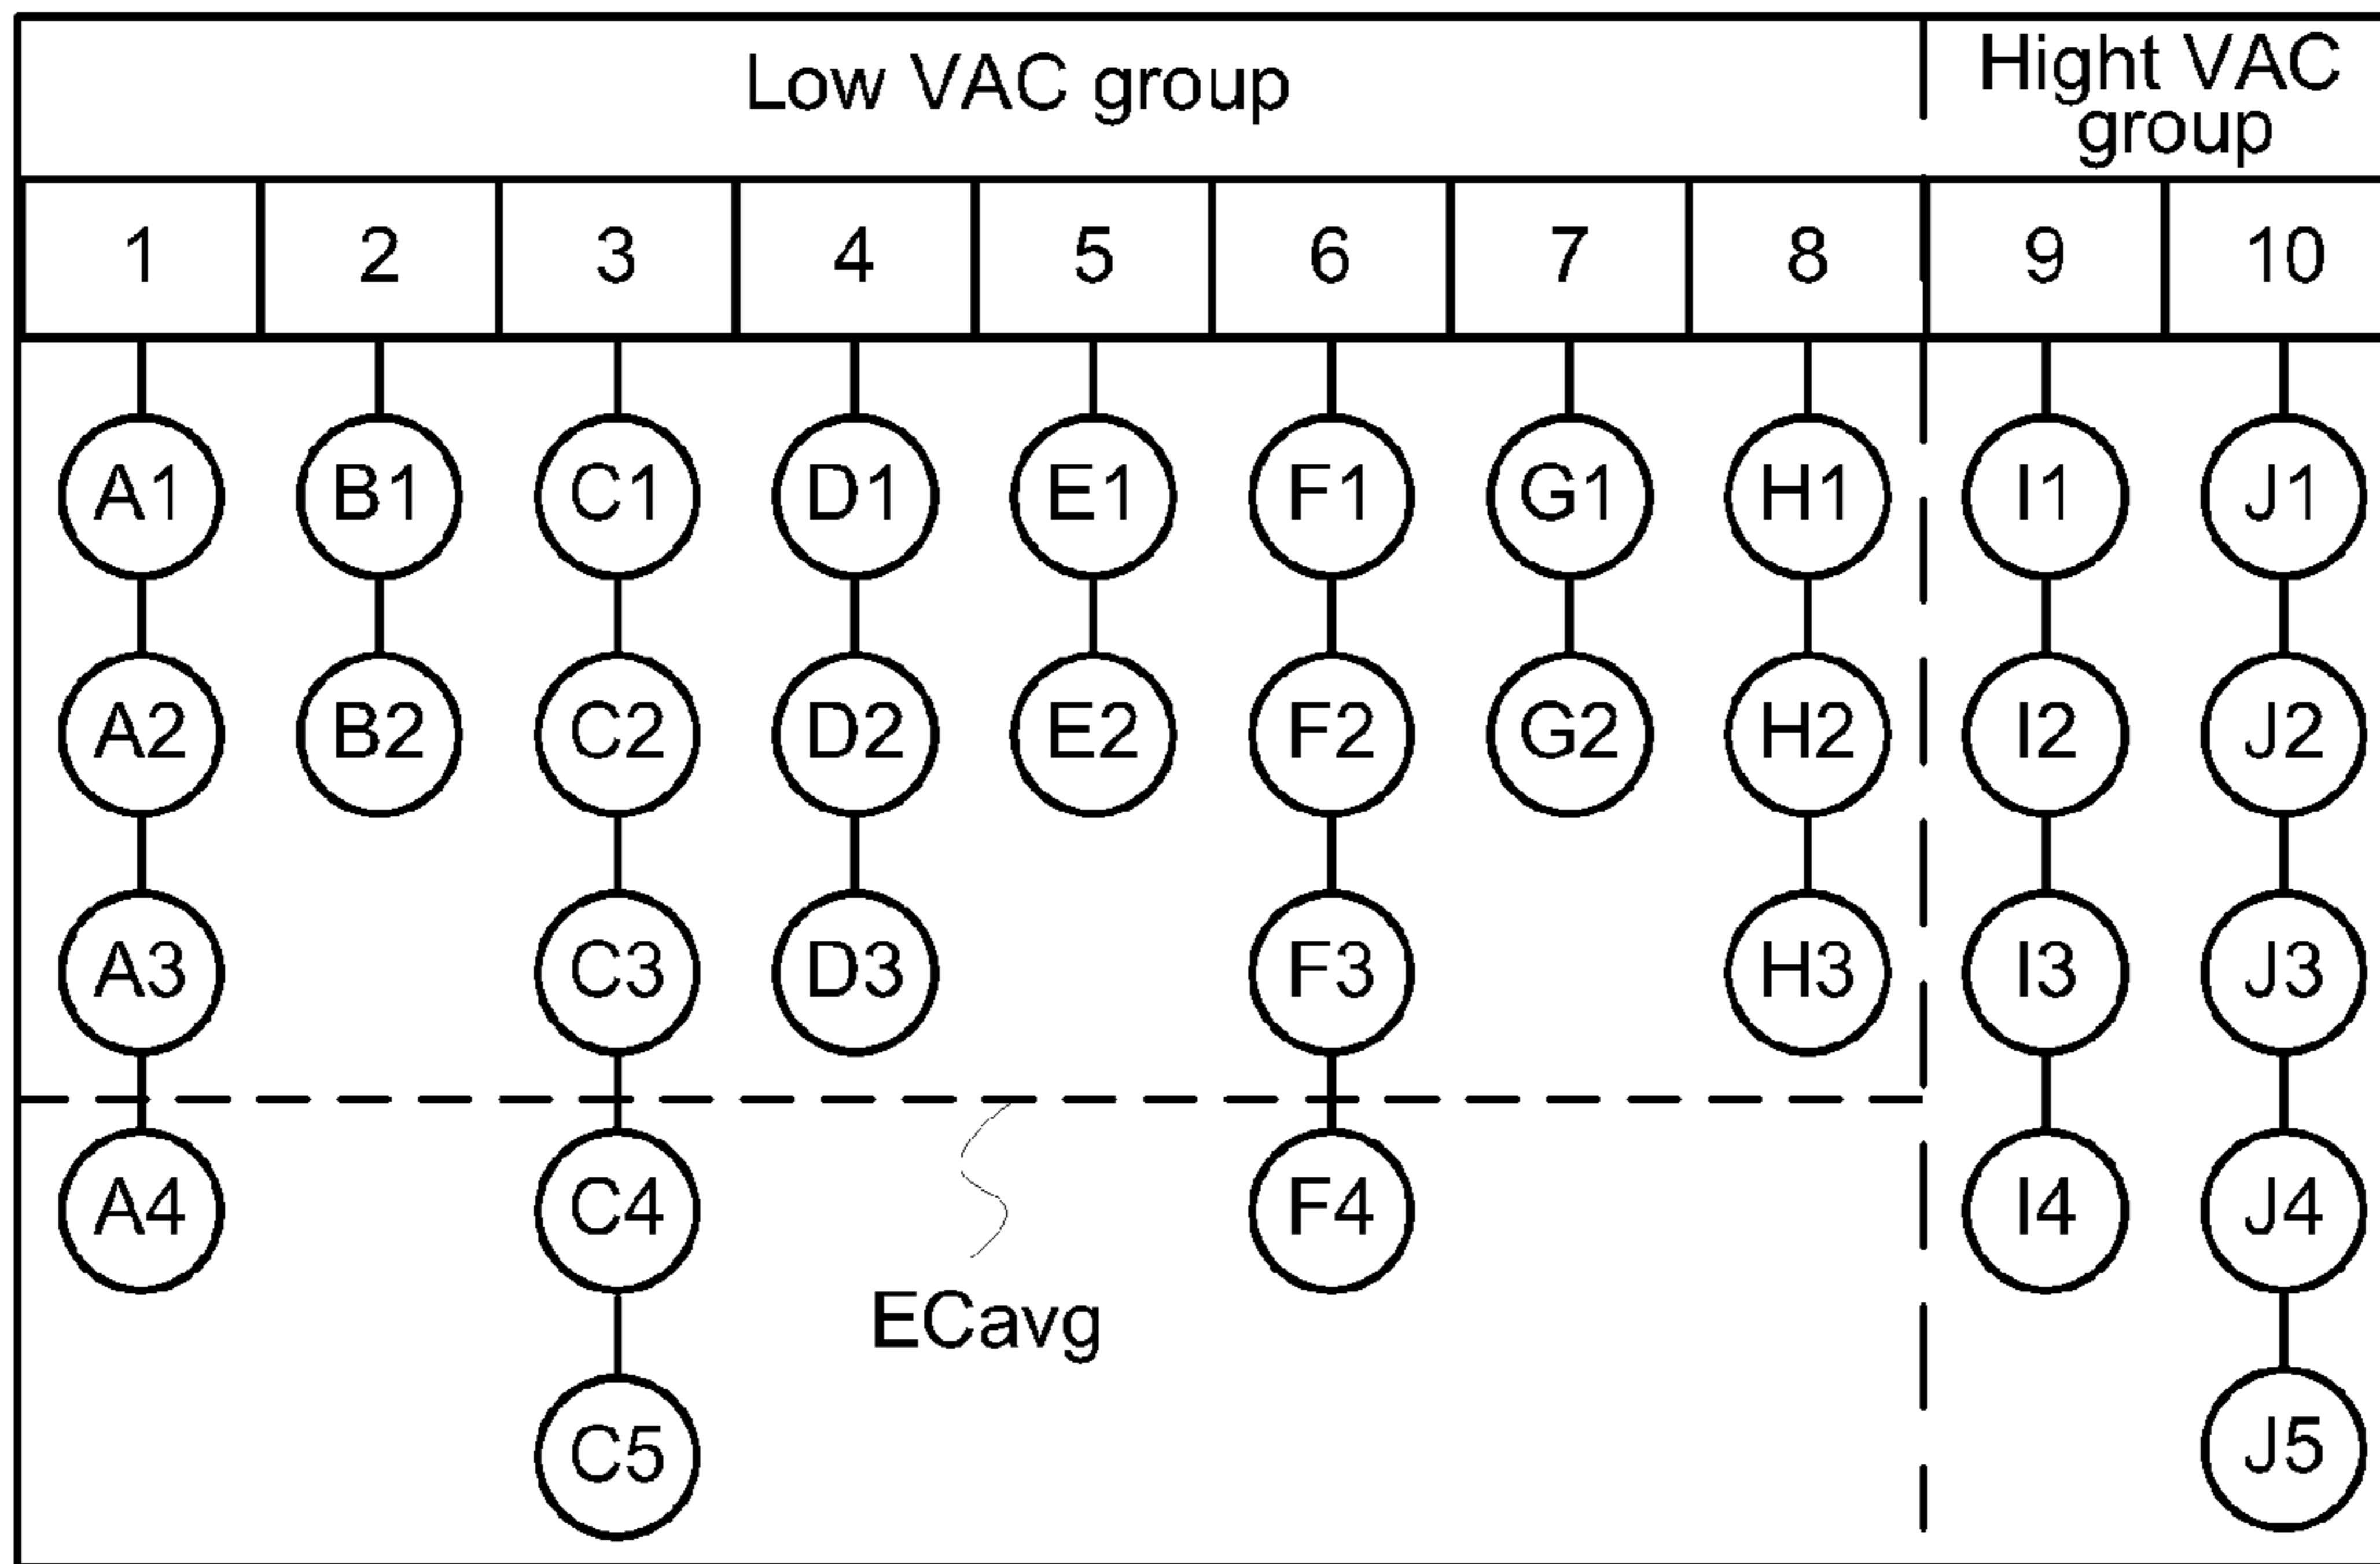 Low VAC group
Hight VAC
group
1 2 3 4 5 6 7 8 9 10
A1 B1 C1 D1 E1 F1 G1 H1 I1 J1
A2 B2 C2 D2 E2 F2 G2 H2 I2 J2
A3 C3 D3 F3 H3 I3 J3
A4 C4 F4 I4 J4
ECavg
C5 J5